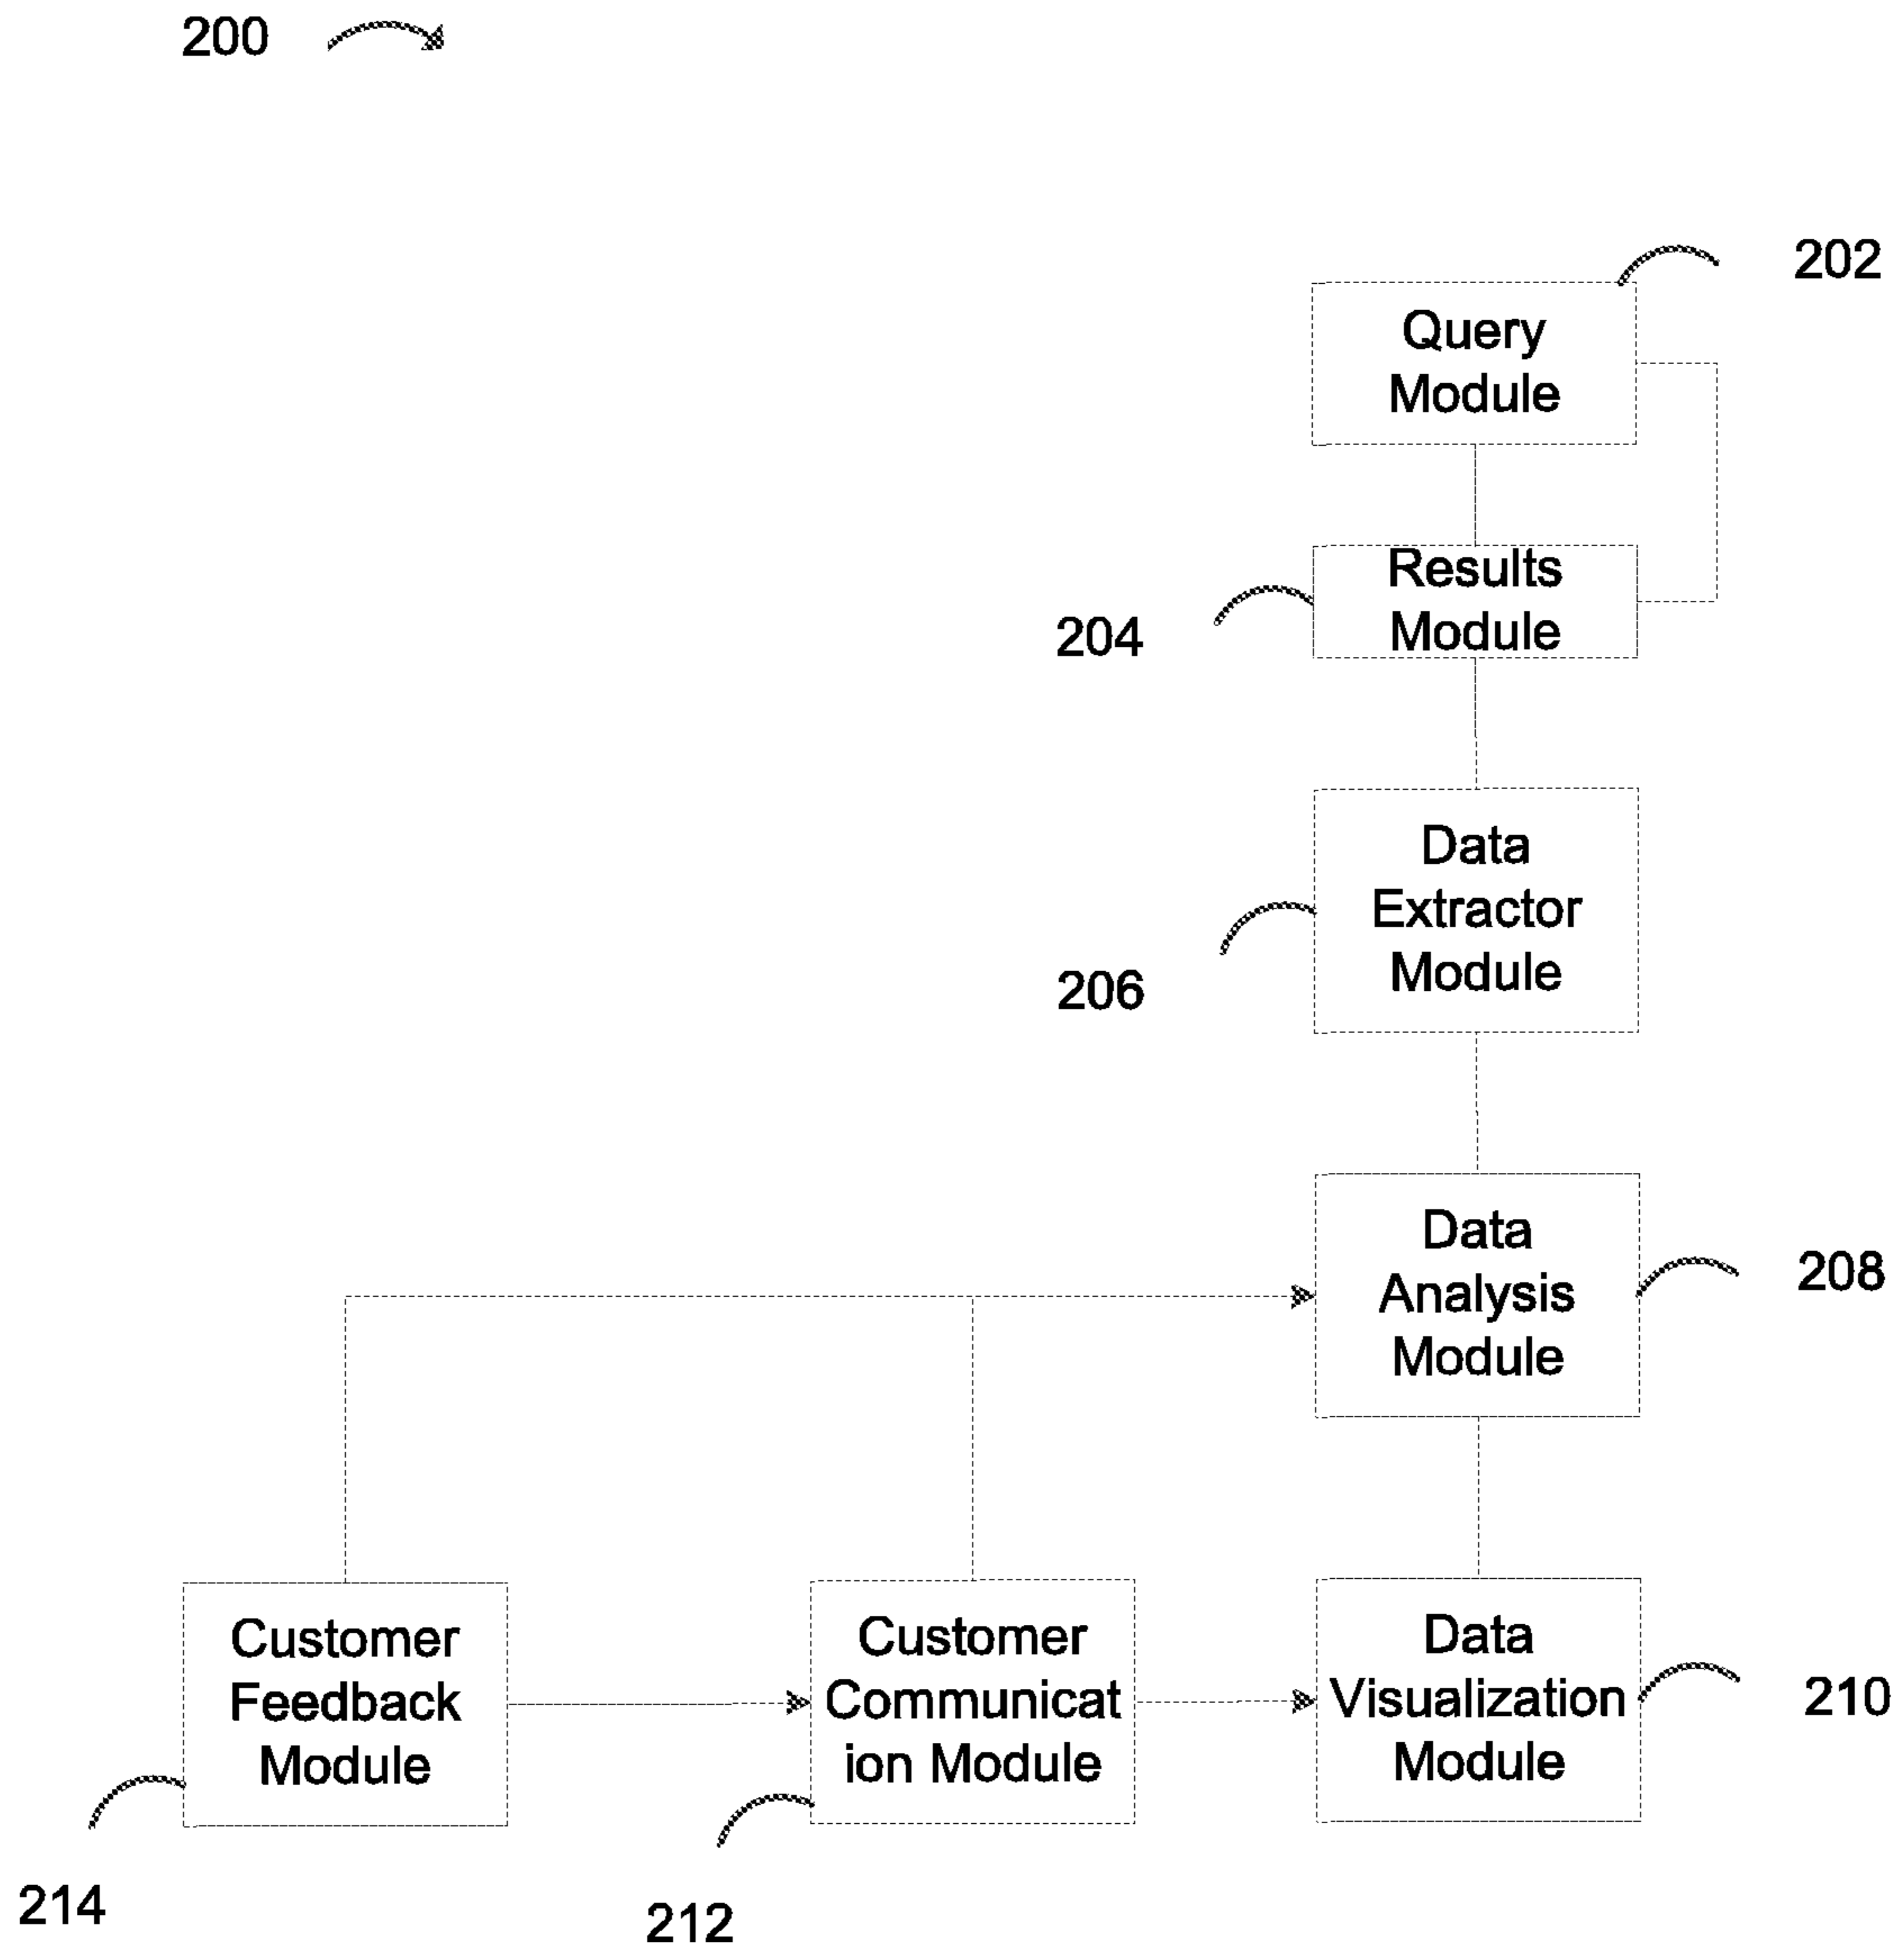 200
202
Query
Module
Results
Module
204
Data
Extractor
Module
206
Data
Analysis
Module
208
Customer
Feedback
Module
Customer
Communicat
ion Module
Data
Visualization
Module
210
214
212